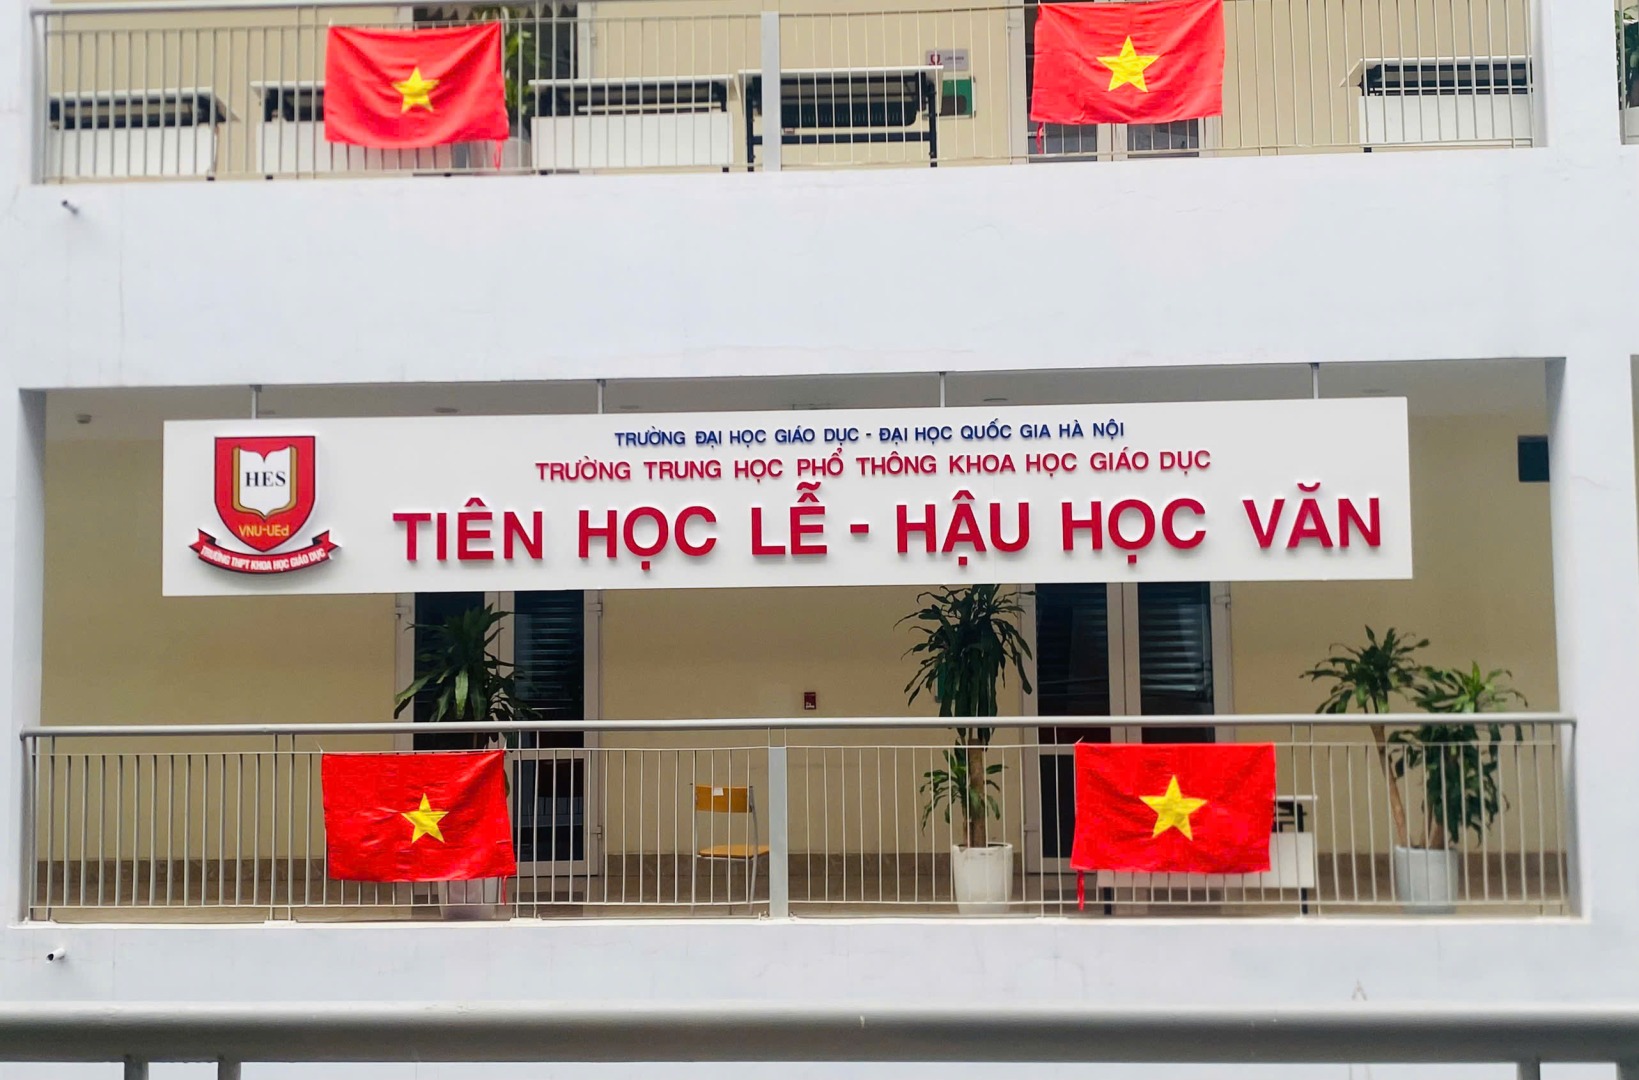 TRƯỜNG ĐẠI HỌC GIÁO DỤC - ĐẠI HỌC QUỐC GIA HÀ NỘI
TRƯỜNG TRUNG HỌC PHỔ THÔNG KHOA HỌC GIÁO DỤC
TIÊN HỌC LỄ - HẬU HỌC VĂN
HES
VNU-UEd
TRƯỜNG THPT KHOA HỌC GIÁO DỤC